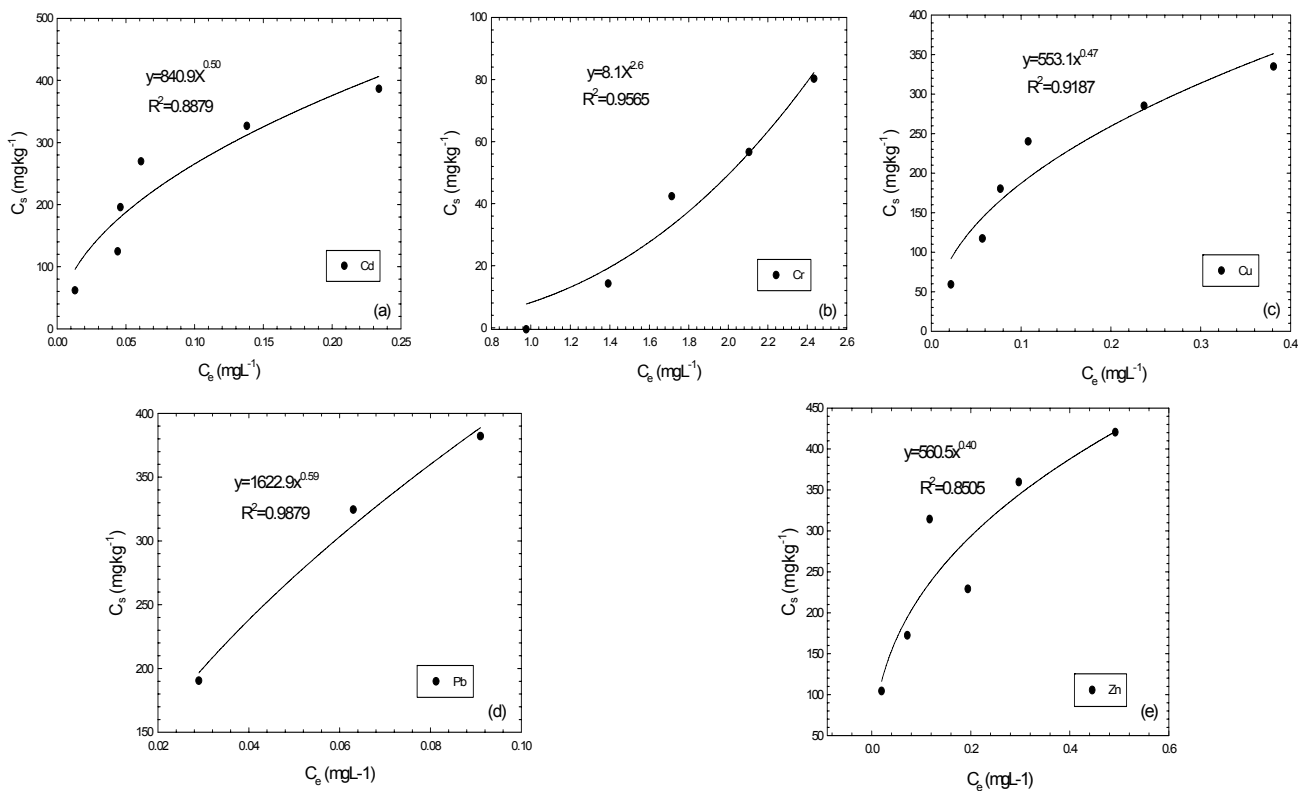 500
400
300
200
100
0
C_s (mgkg^-1)
y=840.9X^0.50
R^2=0.8879
Cd
(a)
0.00 0.05 0.10 0.15 0.20 0.25
C_e (mgL^-1)
100
80
60
40
20
0
C_s (mgkg^-1)
y=8.1X^2.6
R^2=0.9565
Cr
(b)
0.8 1.0 1.2 1.4 1.6 1.8 2.0 2.2 2.4 2.6
C_e (mgL^-1)
400
350
300
250
200
150
100
50
0
C_s (mgkg^-1)
y=553.1x^0.47
R^2=0.9187
Cu
(c)
0.0 0.1 0.2 0.3 0.4
C_e (mgL^-1)
400
350
300
250
200
150
C_s (mgkg^-1)
y=1622.9x^0.59
R^2=0.9879
Pb
(d)
0.02 0.04 0.06 0.08 0.10
C_e (mgL-1)
450
400
350
300
250
200
150
100
50
C_s (mgkg^-1)
y=560.5x^0.40
R^2=0.8505
Zn
(e)
0.0 0.2 0.4 0.6
C_e (mgL-1)